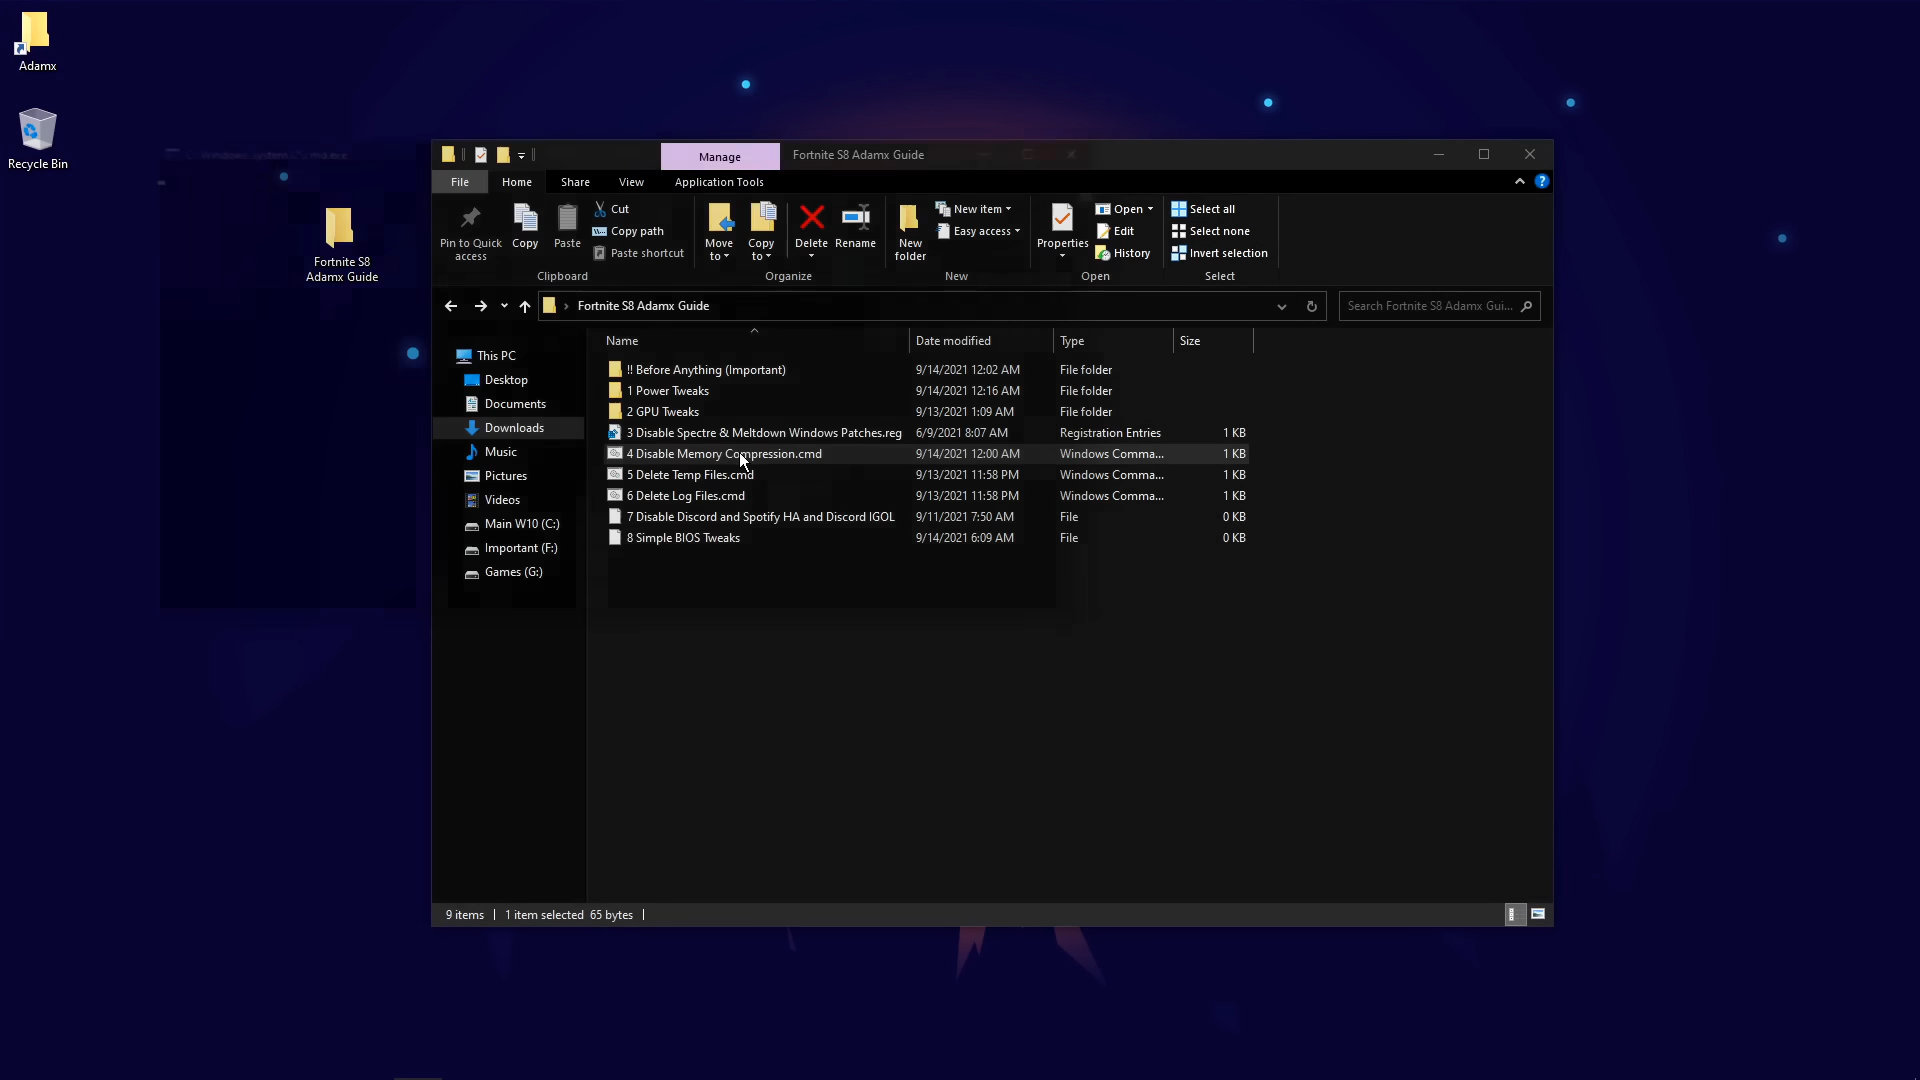 Adamx
Recycle Bin
Fortnite S8
Adamx Guide
Manage
Fortnite S8 Adamx Guide
File
Home
Share
View
Application Tools
Pin to Quick
access
Copy
Paste
Cut
Copy path
Paste shortcut
Clipboard
Move
to
Copy
to
Delete
Rename
Organize
New
folder
New item
Easy access
New
Properties
Open
Edit
History
Open
Select all
Select none
Invert selection
Select
Fortnite S8 Adamx Guide
Search Fortnite S8 Adamx Gui...
This PC
Desktop
Documents
Downloads
Music
Pictures
Videos
Main W10 (C:)
Important (F:)
Games (G:)
Name Date modified Type Size
!! Before Anything (Important) 9/14/2021 12:02 AM File folder
1 Power Tweaks 9/14/2021 12:16 AM File folder
2 GPU Tweaks 9/13/2021 1:09 AM File folder
3 Disable Spectre & Meltdown Windows Patches.reg 6/9/2021 8:07 AM Registration Entries 1 KB
4 Disable Memory Compression.cmd 9/14/2021 12:00 AM Windows Comma... 1 KB
5 Delete Temp Files.cmd 9/13/2021 11:58 PM Windows Comma... 1 KB
6 Delete Log Files.cmd 9/13/2021 11:58 PM Windows Comma... 1 KB
7 Disable Discord and Spotify HA and Discord IGOL 9/11/2021 7:50 AM File 0 KB
8 Simple BIOS Tweaks 9/14/2021 6:09 AM File 0 KB
9 items 1 item selected 65 bytes